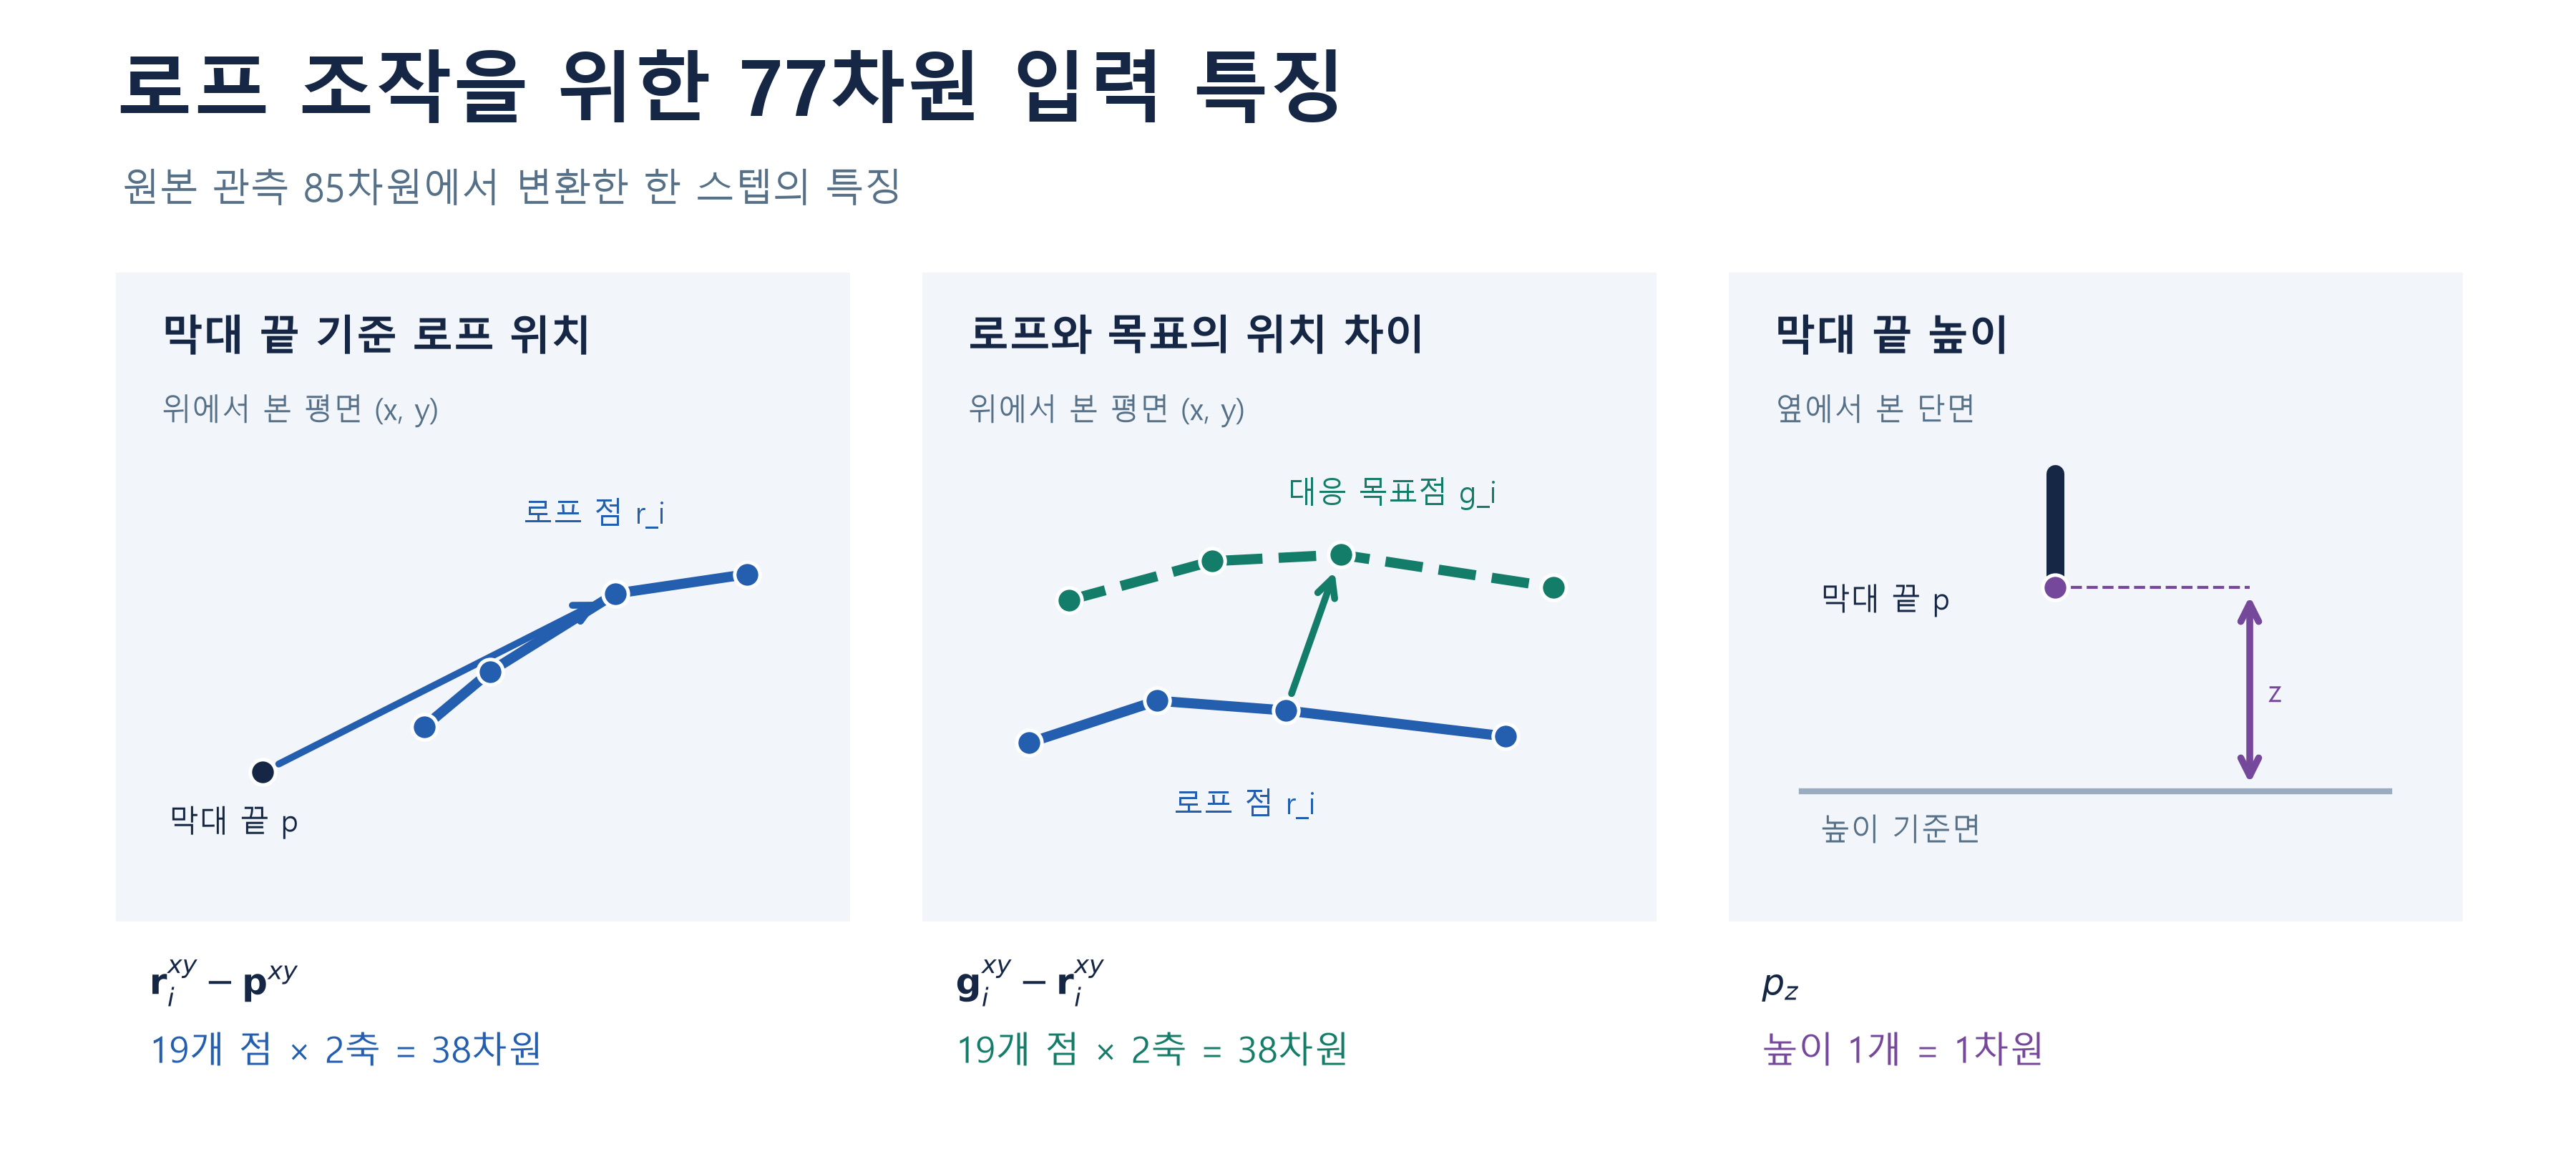 로프 조작을 위한 77차원 입력 특징
원본 관측 85차원에서 변환한 한 스텝의 특징
막대 끝 기준 로프 위치
위에서 본 평면 (x, y)
로프 점 r_i
막대 끝 p
r_i^{xy} − p^{xy}
19개 점 × 2축 = 38차원
로프와 목표의 위치 차이
위에서 본 평면 (x, y)
대응 목표점 g_i
로프 점 r_i
g_i^{xy} − r_i^{xy}
19개 점 × 2축 = 38차원
막대 끝 높이
옆에서 본 단면
막대 끝 p
z
높이 기준면
p_z
높이 1개 = 1차원